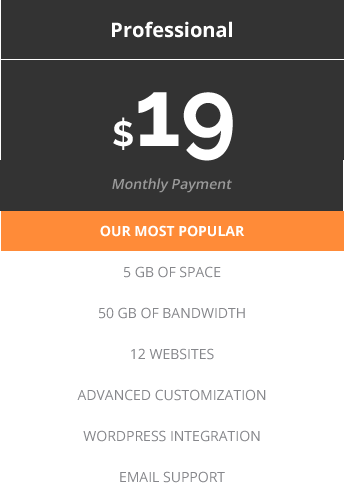 Professional
$19
Monthly Payment
OUR MOST POPULAR
5 GB OF SPACE
50 GB OF BANDWIDTH
12 WEBSITES
ADVANCED CUSTOMIZATION
WORDPRESS INTEGRATION
EMAIL SUPPORT